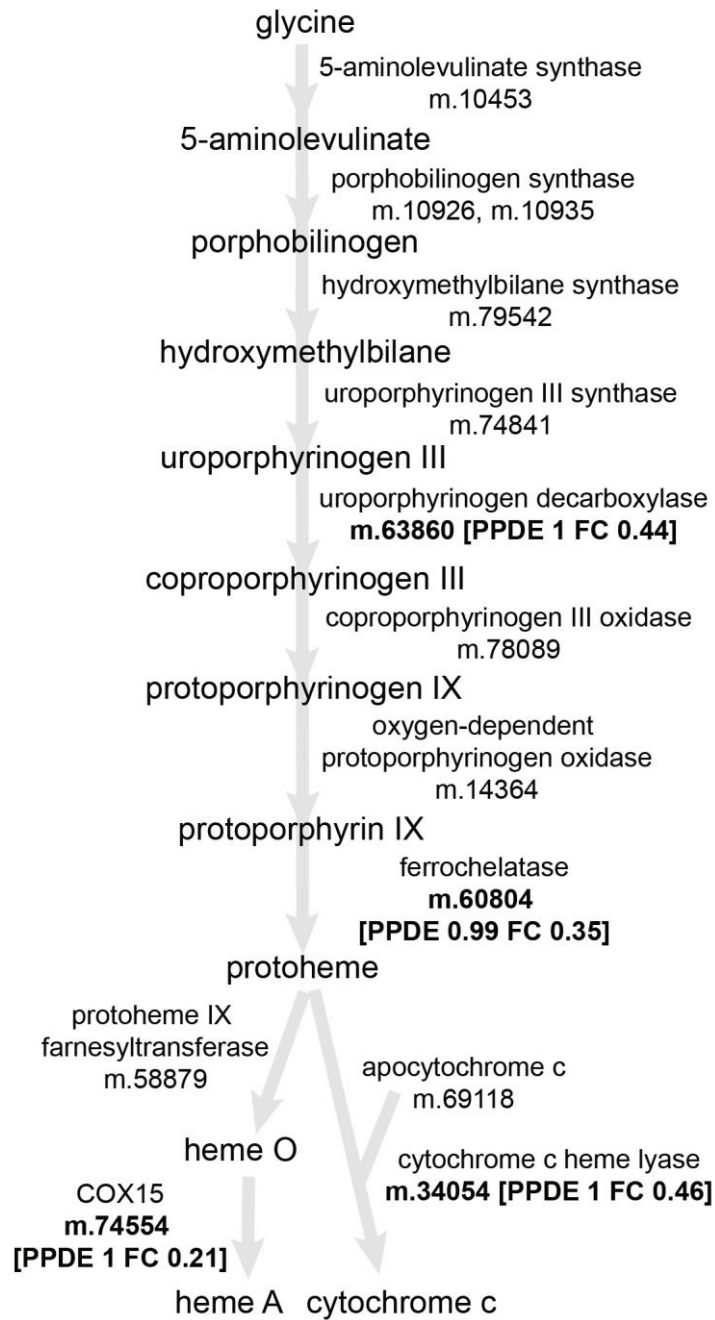 glycine
5-aminolevulinate synthase
m.10453
5-aminolevulinate
porphobilinogen synthase
m.10926, m.10935
porphobilinogen
hydroxymethylbilane synthase
m.79542
hydroxymethylbilane
uroporphyrinogen III synthase
m.74841
uroporphyrinogen III
uroporphyrinogen decarboxylase
m.63860 [PPDE 1 FC 0.44]
coproporphyrinogen III
coproporphyrinogen III oxidase
m.78089
protoporphyrinogen IX
oxygen-dependent
protoporphyrinogen oxidase
m.14364
protoporphyrin IX
ferrochelatase
m.60804
[PPDE 0.99 FC 0.35]
protoheme
protoheme IX
farnesyltransferase
m.58879
apocytochrome c
m.69118
heme O
cytochrome c heme lyase
m.34054 [PPDE 1 FC 0.46]
COX15
m.74554
[PPDE 1 FC 0.21]
heme A
cytochrome c